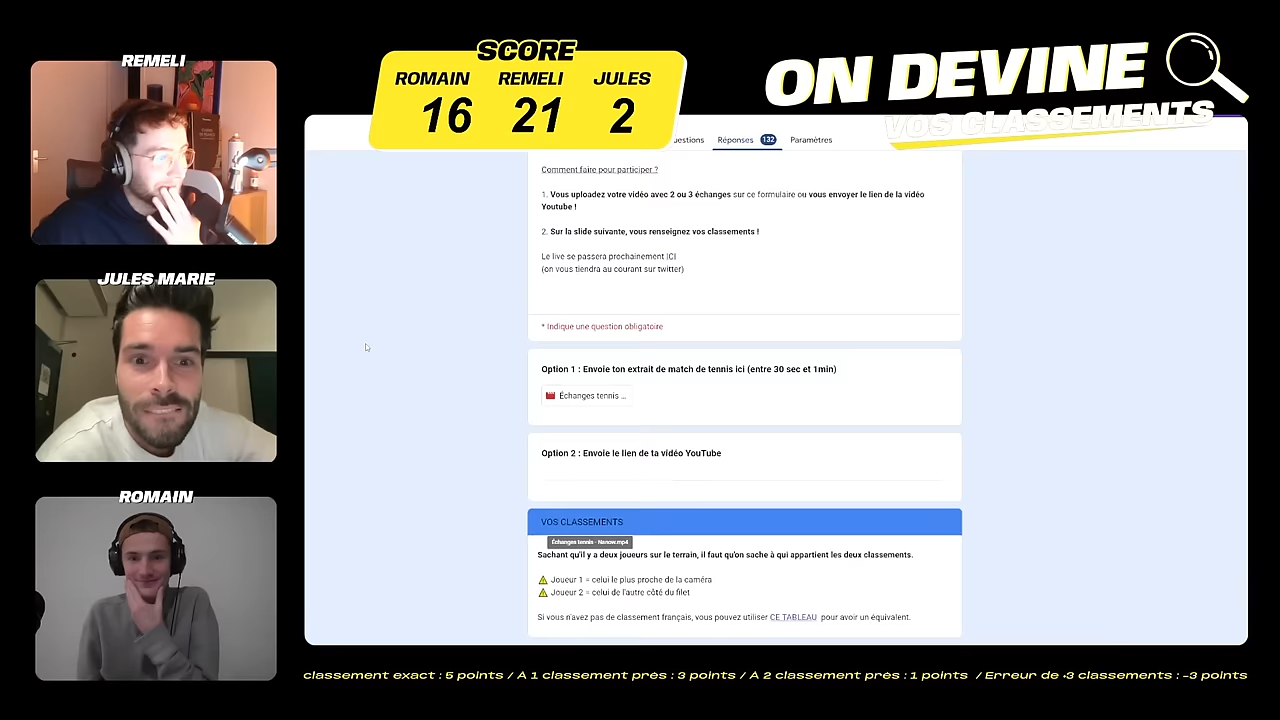 REMELI
SCORE
ROMAIN REMELI JULES
16 21 2
ON DEVINE
VOS CLASSEMENTS
uestions Réponses 132 Paramètres
Comment faire pour participer ?
1. Vous uploadez votre vidéo avec 2 ou 3 échanges sur ce formulaire ou vous envoyer le lien de la vidéo
Youtube !
2. Sur la slide suivante, vous renseignez vos classements !
Le live se passera prochainement ICI
(on vous tiendra au courant sur twitter)
* Indique une question obligatoire
JULES MARIE
Option 1 : Envoie ton extrait de match de tennis ici (entre 30 sec et 1min)
Échanges tennis ...
Option 2 : Envoie le lien de ta vidéo YouTube
ROMAIN
VOS CLASSEMENTS
Échanges tennis - Nanow.mp4
Sachant qu'il y a deux joueurs sur le terrain, il faut qu'on sache à qui appartient les deux classements.
Joueur 1 = celui le plus proche de la caméra
Joueur 2 = celui de l'autre côté du filet
Si vous n'avez pas de classement français, vous pouvez utiliser CE TABLEAU pour avoir un équivalent.
classement exact : 5 points / À 1 classement près : 3 points / À 2 classement près : 1 points / Erreur de +3 classements : -3 points